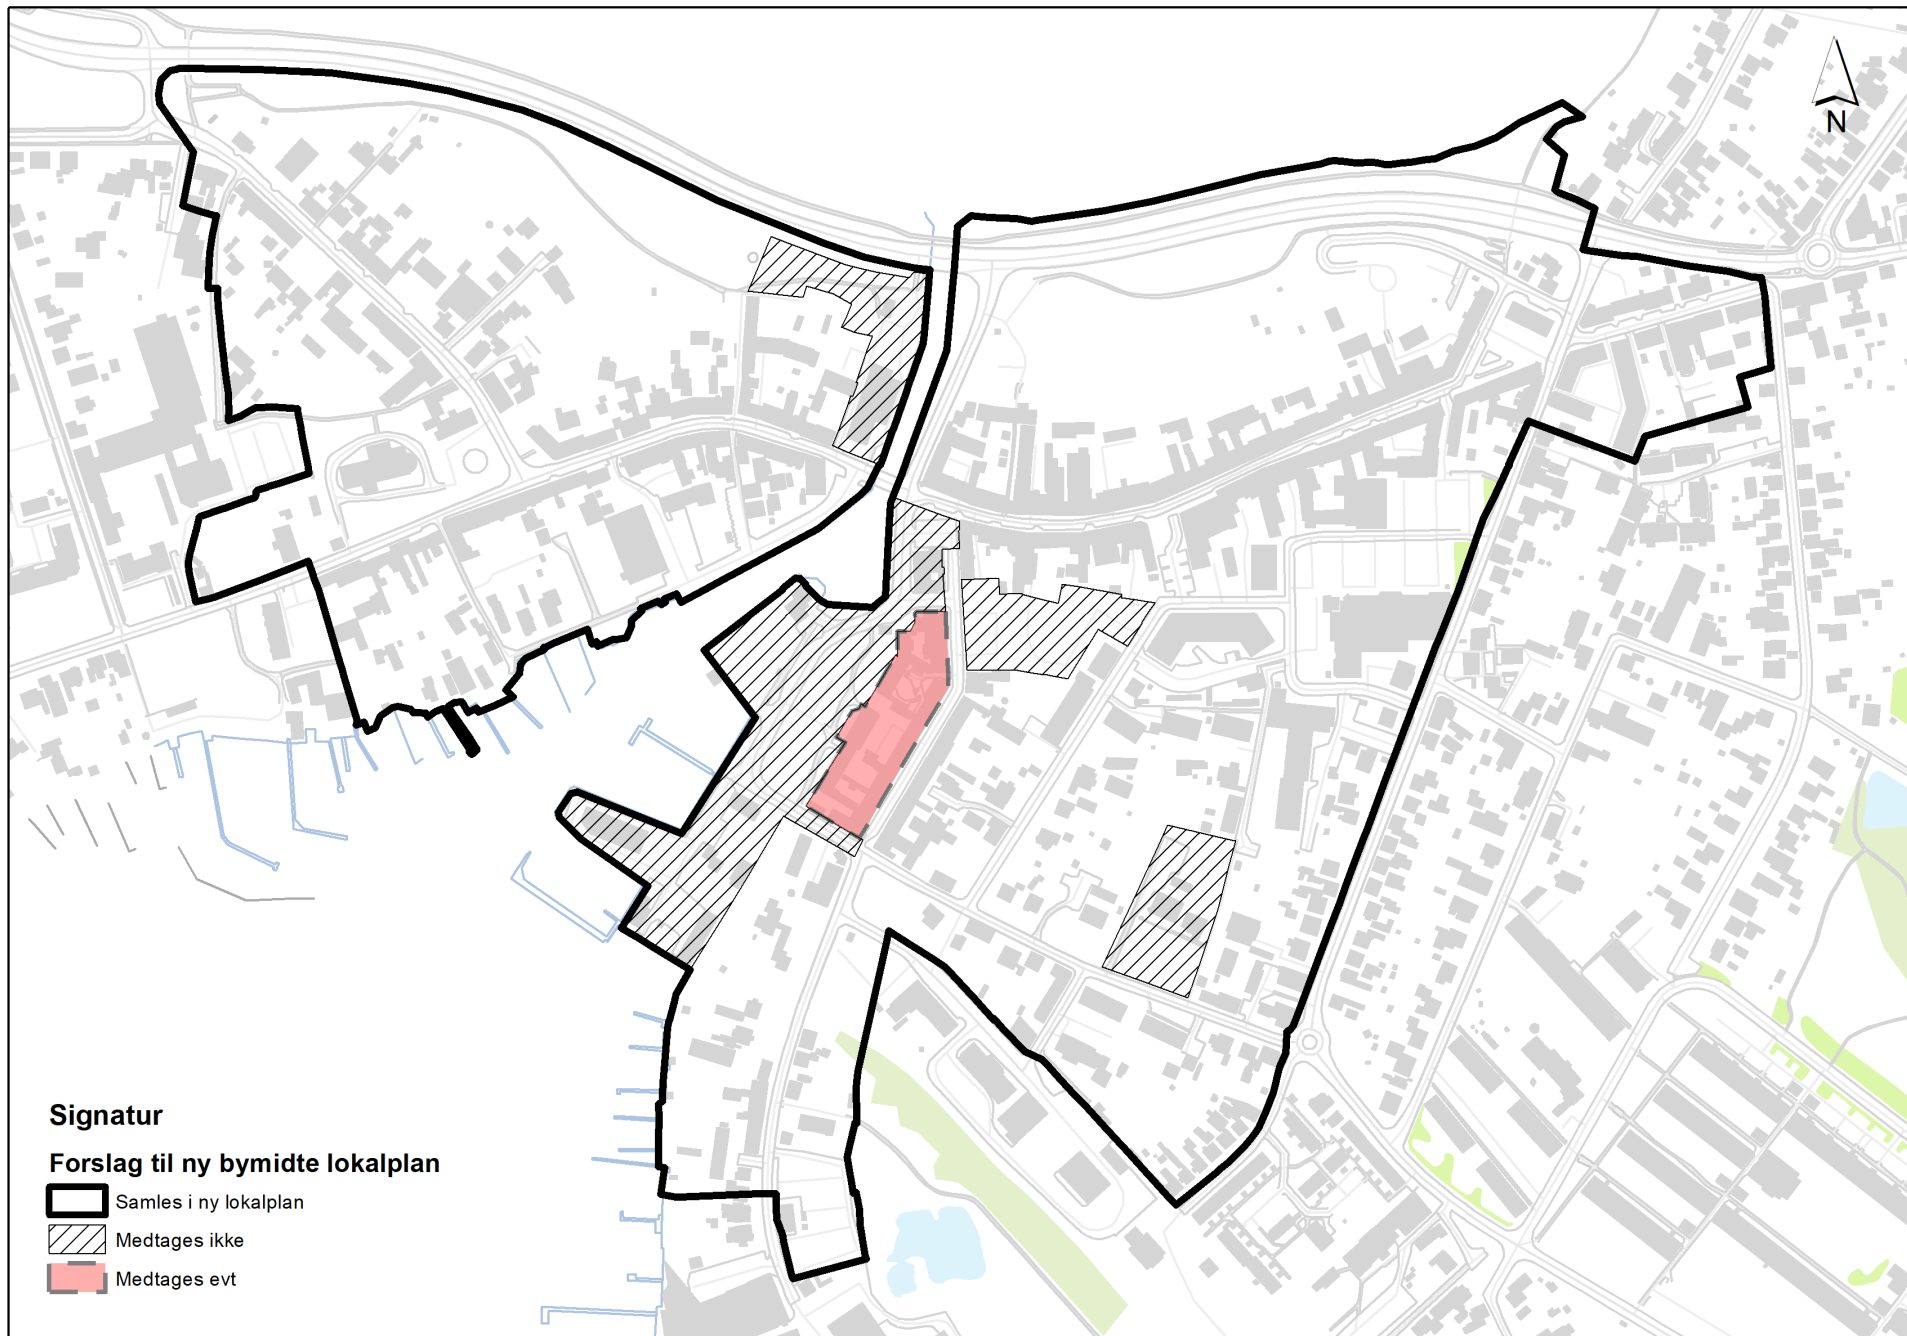 N
Signatur
Forslag til ny bymidte lokalplan
Samles i ny lokalplan
Medtages ikke
Medtages evt